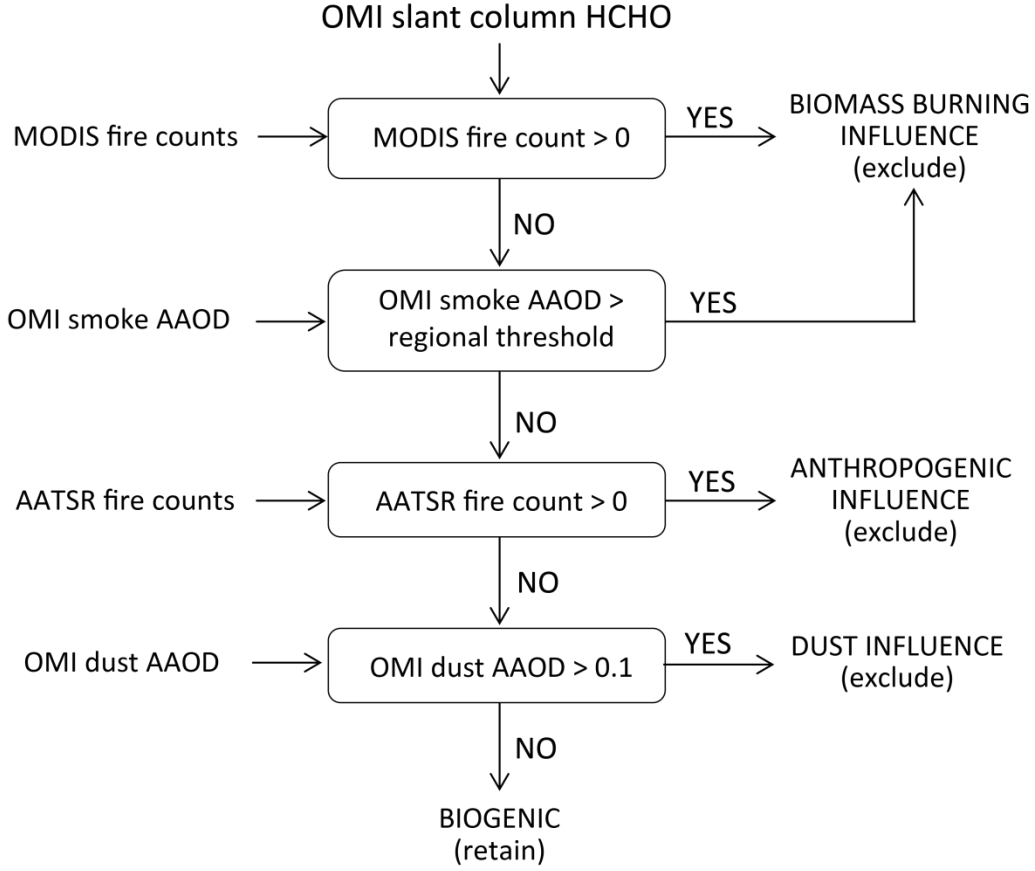 OMI slant column HCHO
MODIS fire counts
MODIS fire count > 0
YES
BIOMASS BURNING
INFLUENCE
(exclude)
NO
OMI smoke AAOD
OMI smoke AAOD >
regional threshold
YES
NO
AATSR fire counts
AATSR fire count > 0
YES
ANTHROPOGENIC
INFLUENCE
(exclude)
NO
OMI dust AAOD
OMI dust AAOD > 0.1
YES
DUST INFLUENCE
(exclude)
NO
BIOGENIC
(retain)